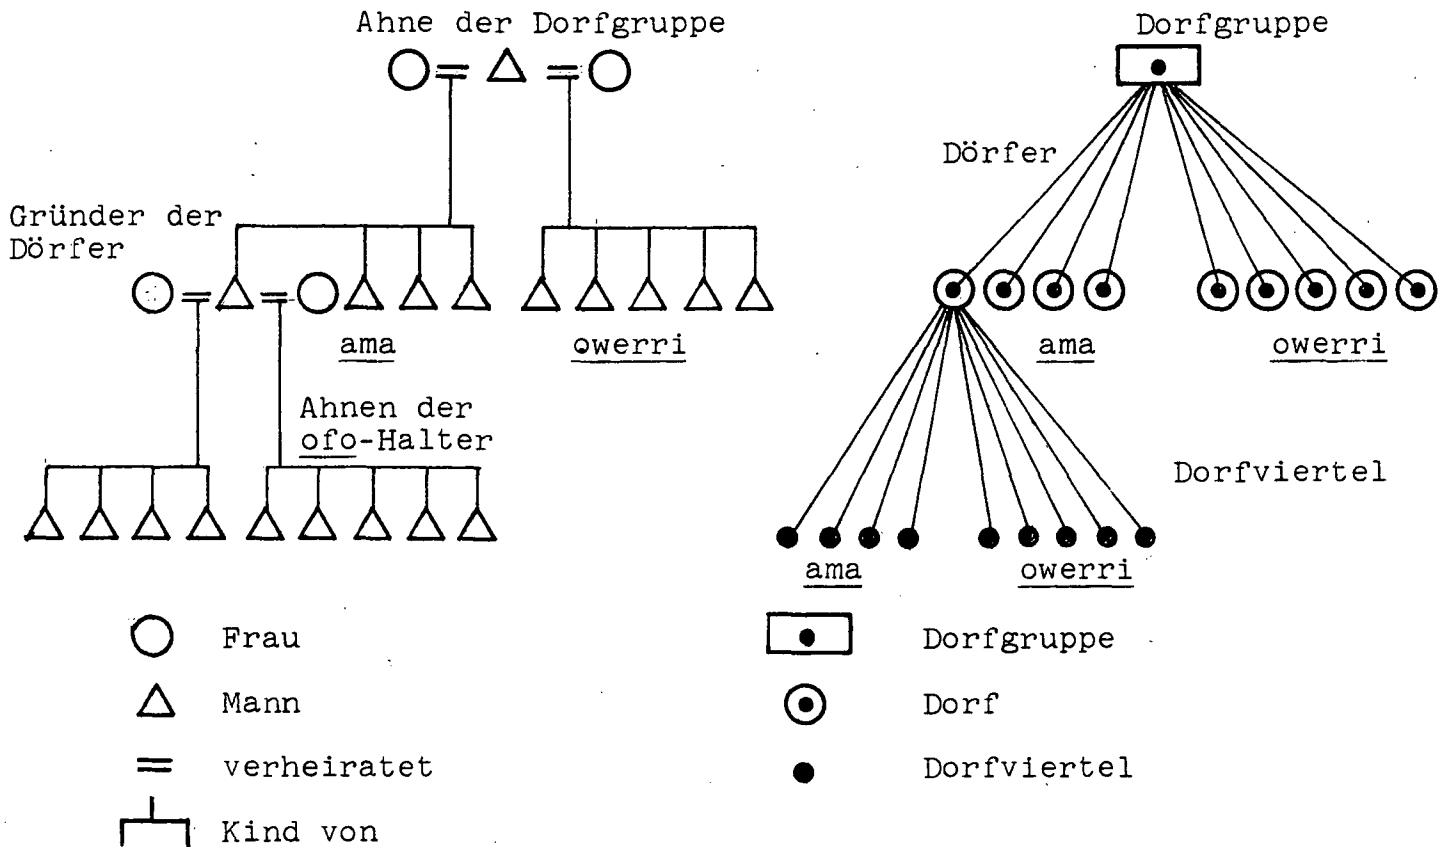 Ahne der Dorfgruppe
Gründer der
Dörfer
ama
owerri
Ahnen der
ofo-Halter
Frau
Mann
verheiratet
Kind von
Dorfgruppe
Dörfer
ama
owerri
Dorfviertel
ama
owerri
Dorfgruppe
Dorf
Dorfviertel